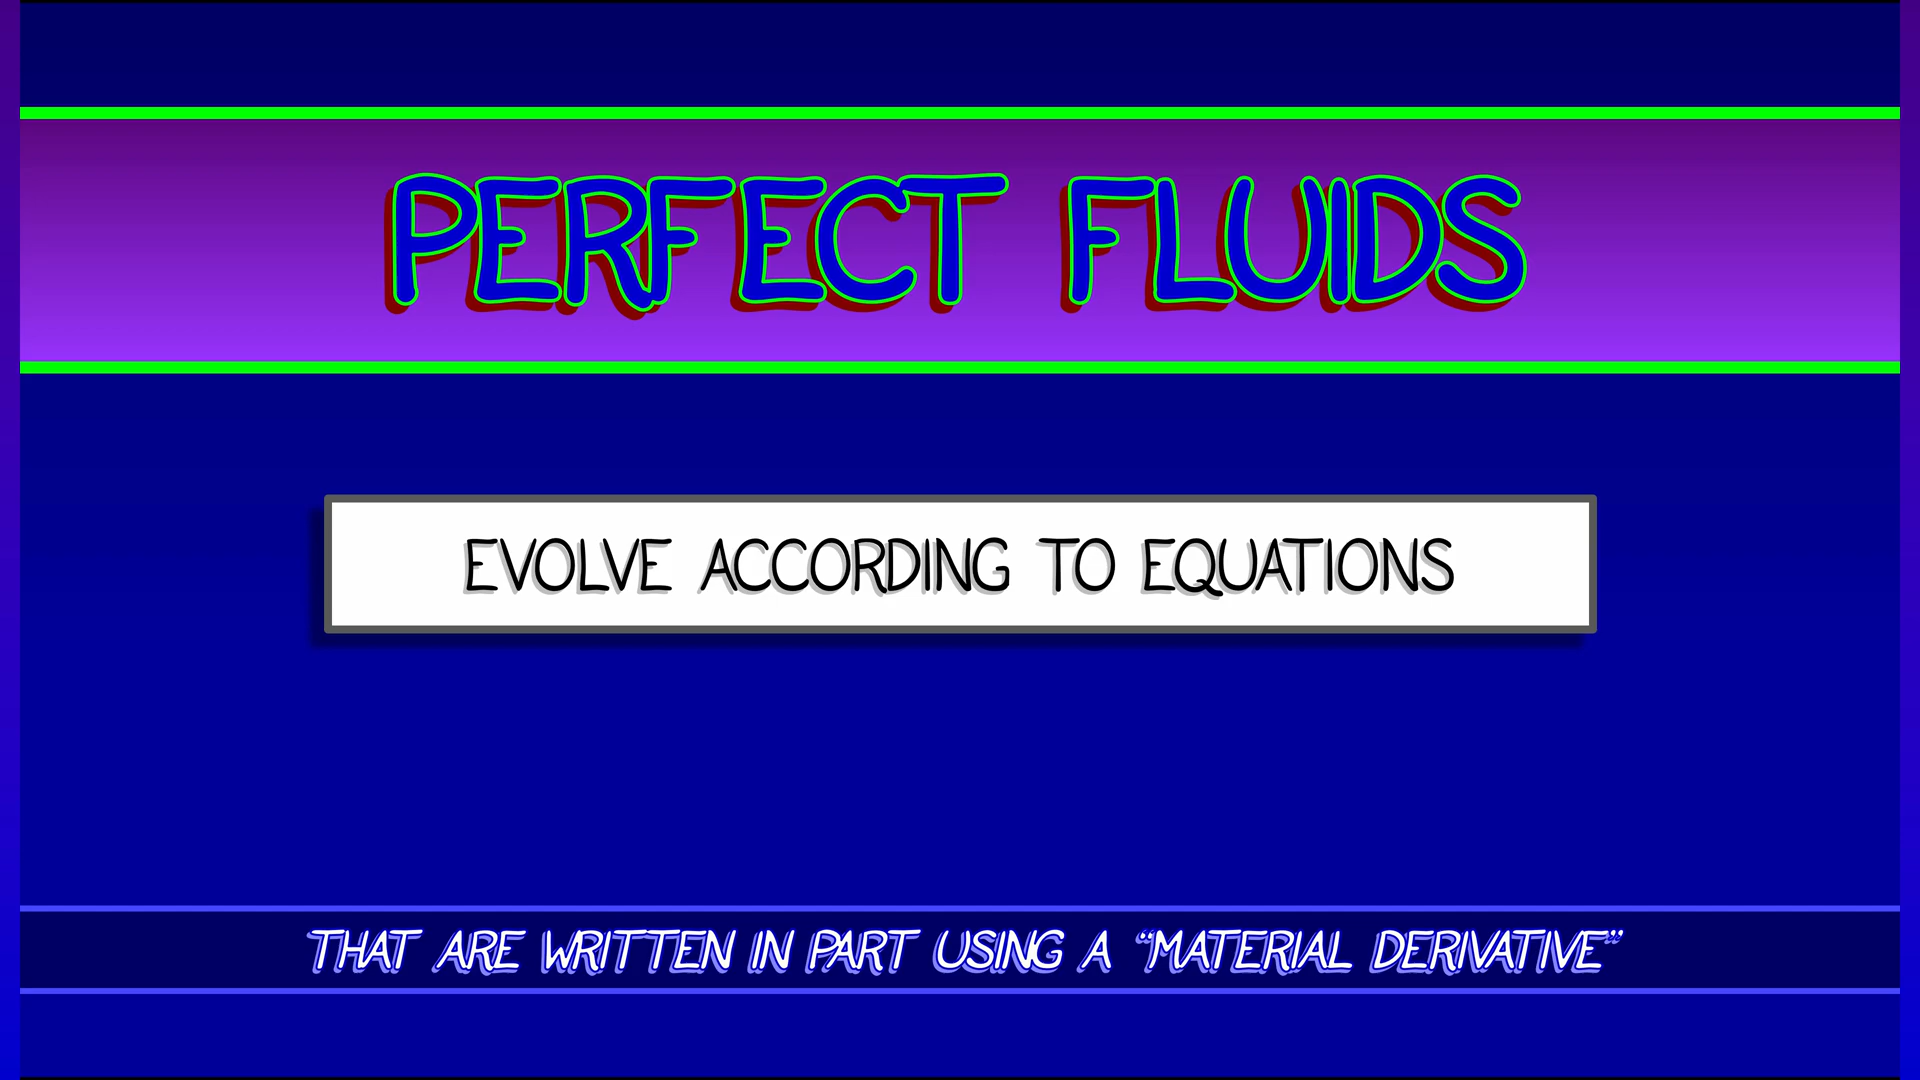 PERFECT FLUIDS
EVOLVE ACCORDING TO EQUATIONS
THAT ARE WRITTEN IN PART USING A “MATERIAL DERIVATIVE”